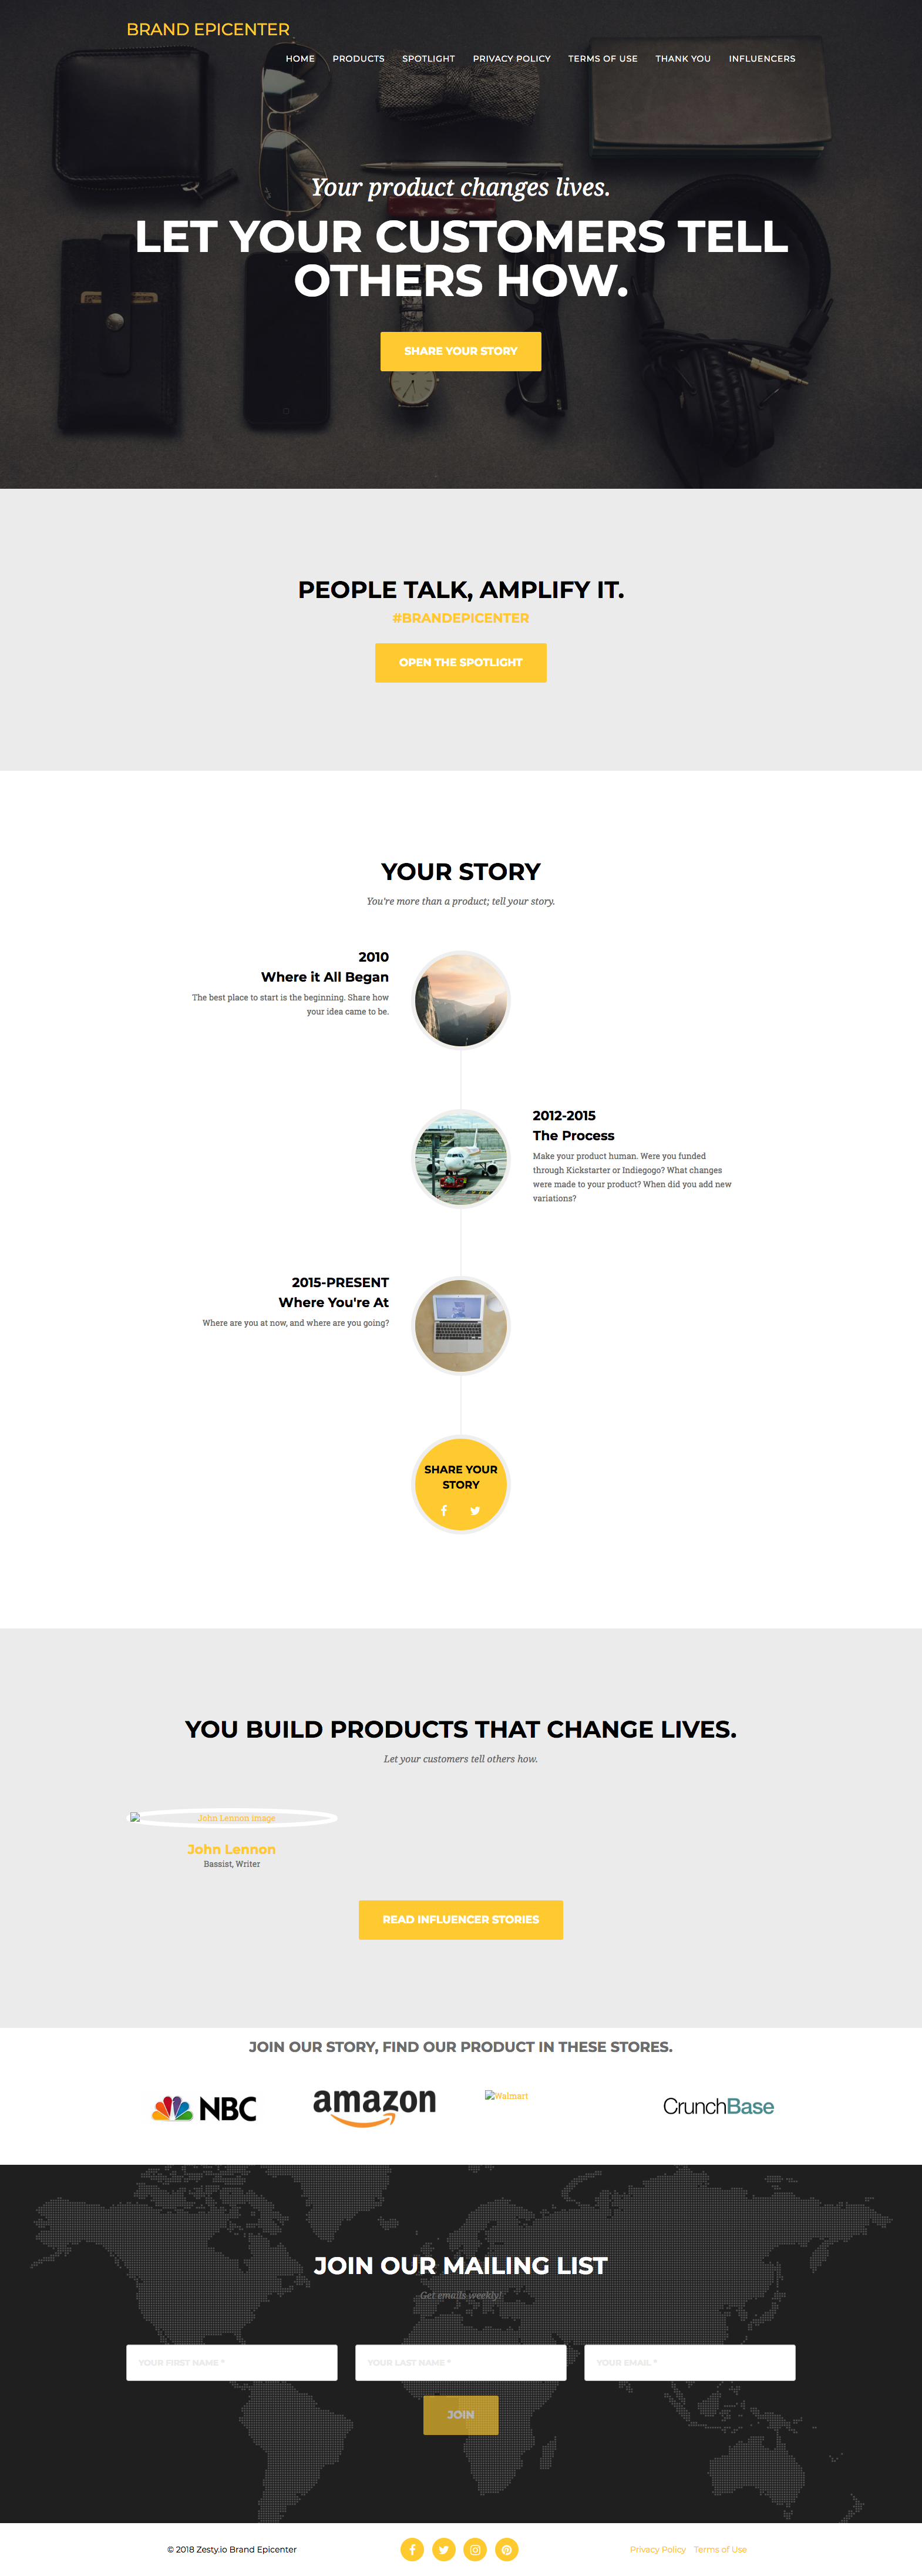 BRAND EPICENTER
HOME PRODUCTS SPOTLIGHT PRIVACY POLICY TERMS OF USE THANK YOU INFLUENCERS
Your product changes lives.
LET YOUR CUSTOMERS TELL
OTHERS HOW.
SHARE YOUR STORY
PEOPLE TALK, AMPLIFY IT.
#BRANDEPICENTER
OPEN THE SPOTLIGHT
YOUR STORY
You're more than a product; tell your story.
2010
Where it All Began
The best place to start is the beginning. Share how
your idea came to be.
2012-2015
The Process
Make your product human. Were you funded
through Kickstarter or Indiegogo? What changes
were made to your product? When did you add new
variations?
2015-PRESENT
Where You're At
Where are you at now, and where are you going?
SHARE YOUR
STORY
YOU BUILD PRODUCTS THAT CHANGE LIVES.
Let your customers tell others how.
John Lennon image
John Lennon
Bassist, Writer
READ INFLUENCER STORIES
JOIN OUR STORY, FIND OUR PRODUCT IN THESE STORES.
NBC amazon Walmart CrunchBase
JOIN OUR MAILING LIST
Get emails weekly!
YOUR FIRST NAME * YOUR LAST NAME * YOUR EMAIL *
JOIN
© 2018 Zesty.io Brand Epicenter Privacy Policy Terms of Use